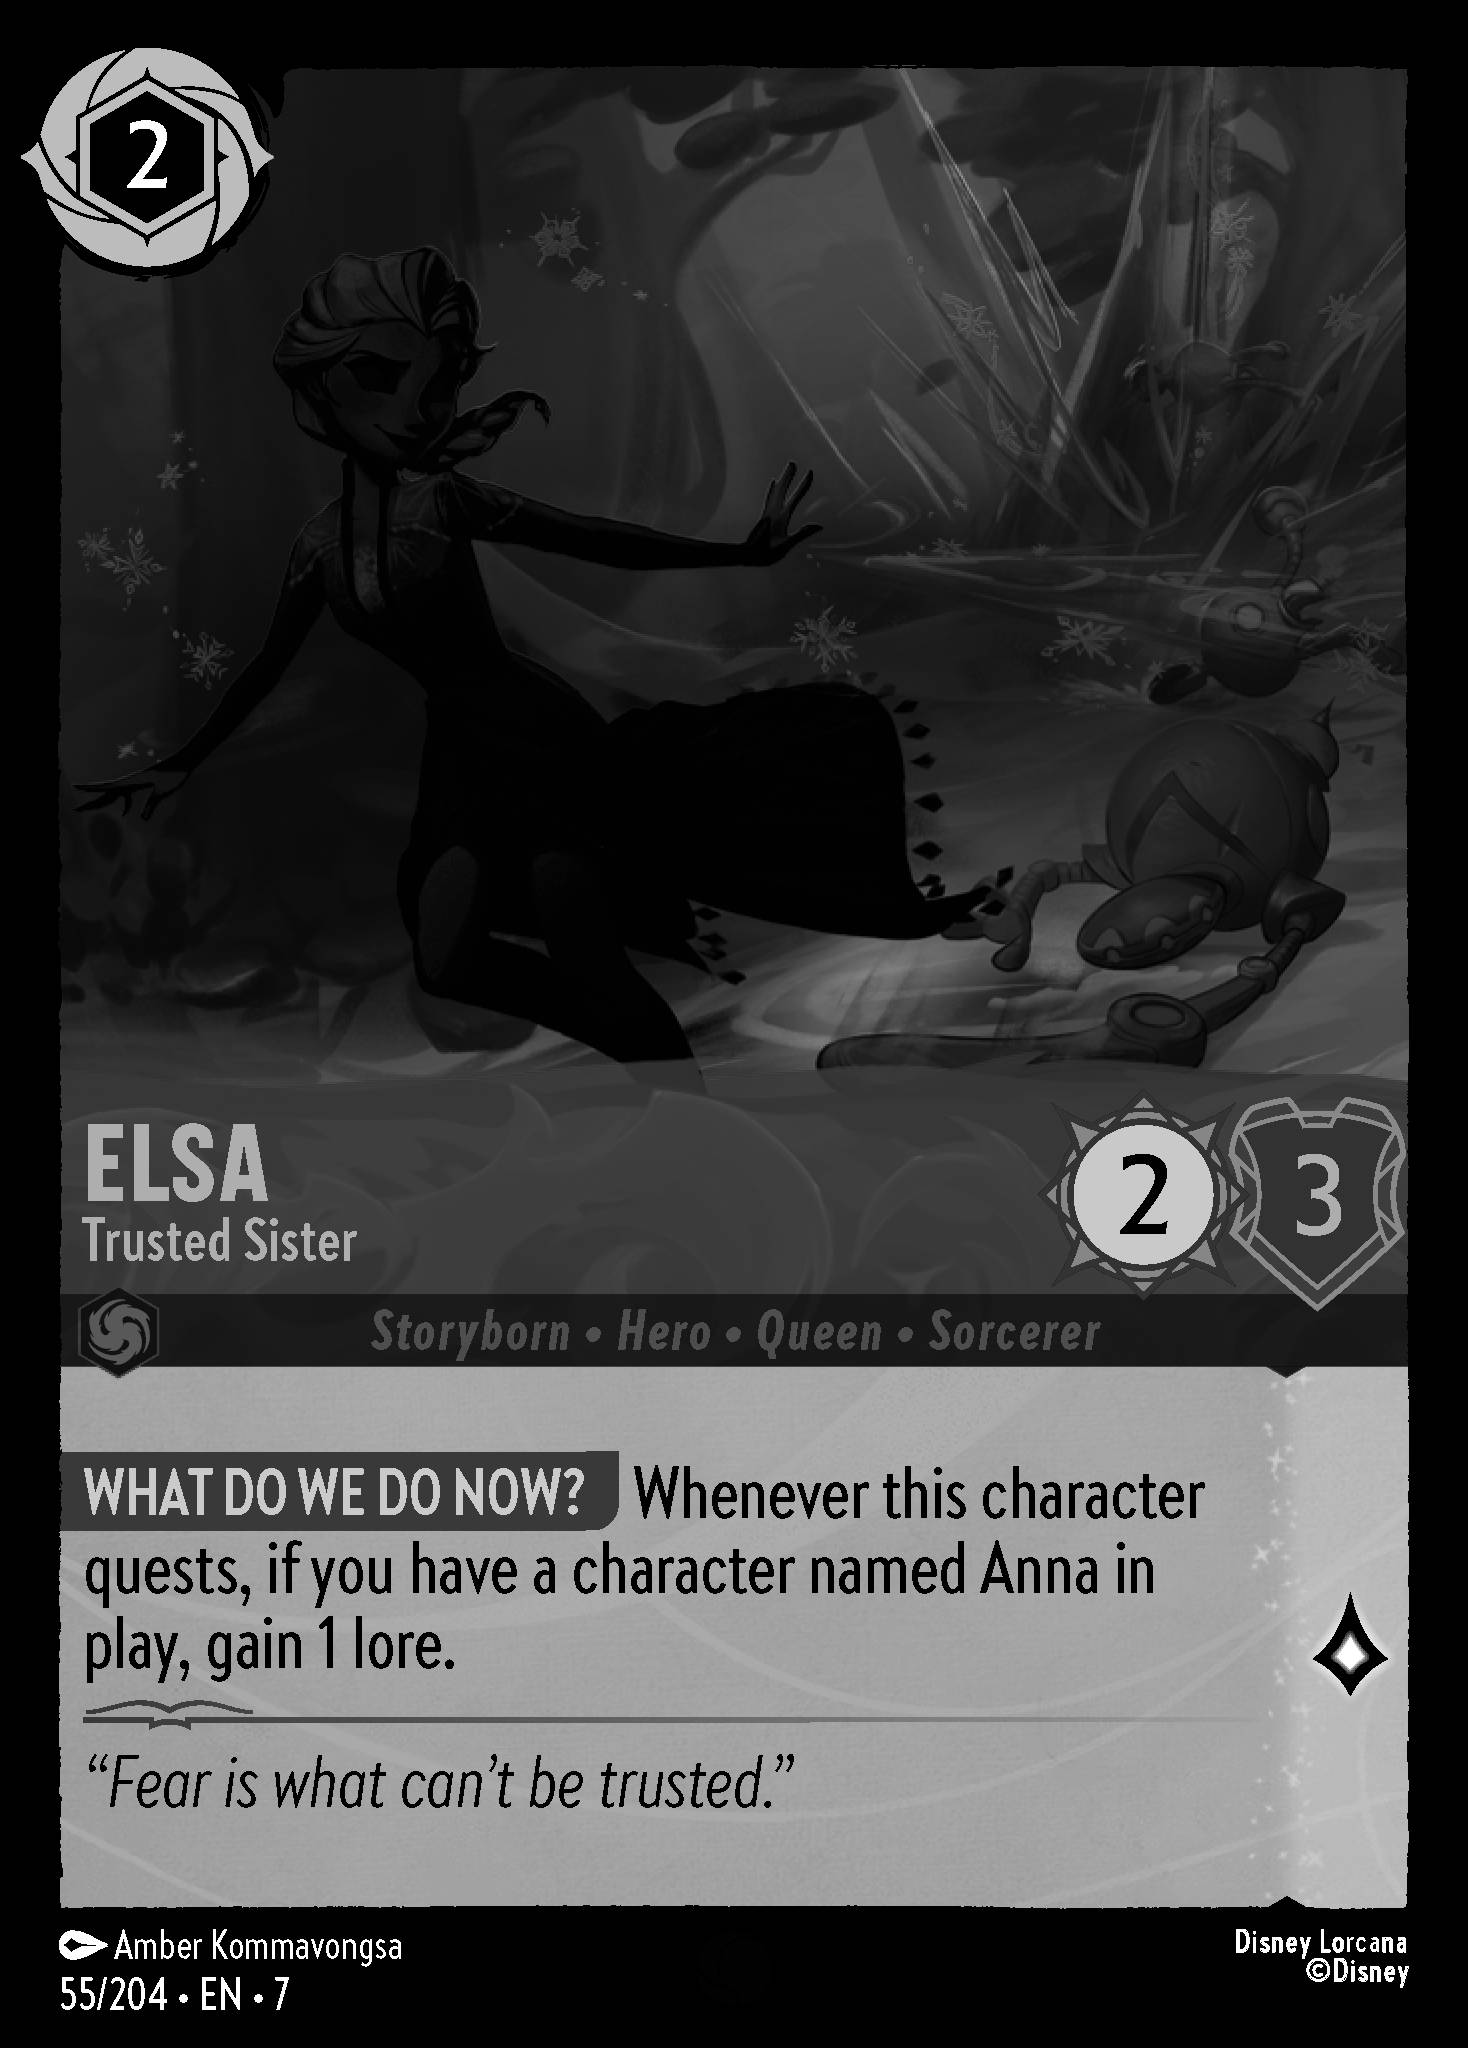 2
ELSA
Trusted Sister
2 3
Storyborn • Hero • Queen • Sorcerer
WHAT DO WE DO NOW? Whenever this character
quests, if you have a character named Anna in
play, gain 1 lore.
“Fear is what can’t be trusted.”
Amber Kommavongsa
55/204 • EN • 7
Disney Lorcana
©Disney